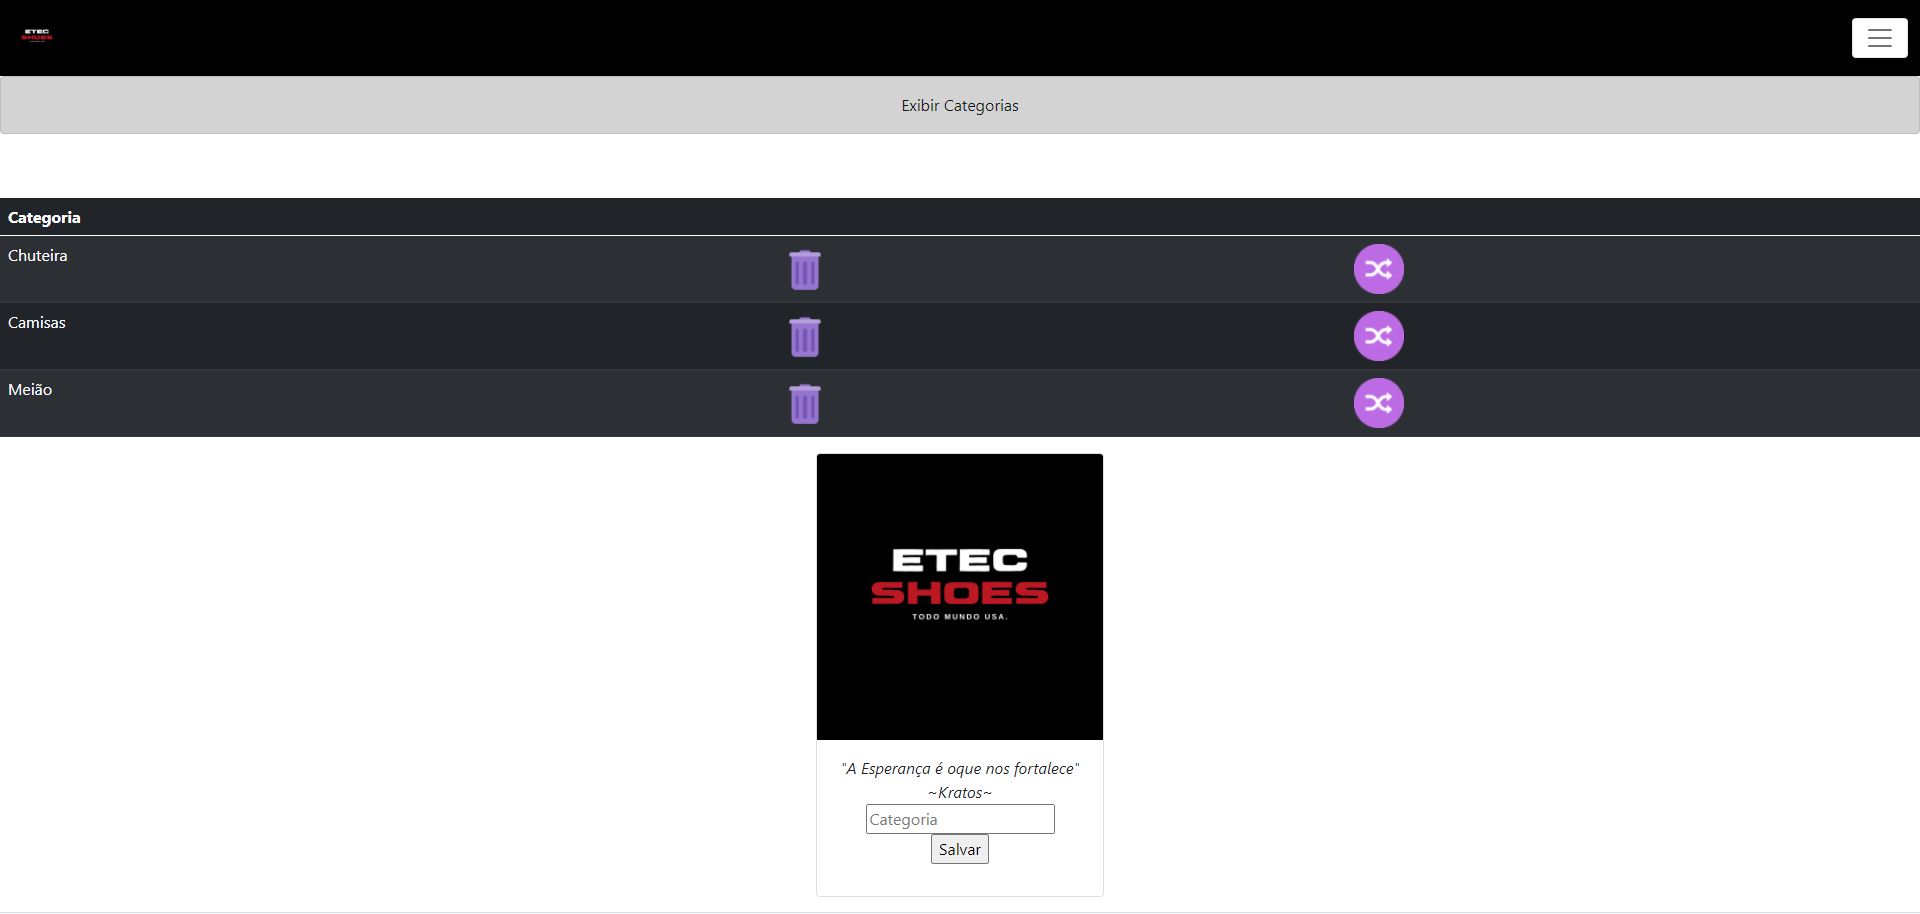 ETEC
SHOES
Exibir Categorias
Categoria
Chuteira
Camisas
Meião
ETEC
SHOES
TODO MUNDO USA.
"A Esperança é oque nos fortalece"
~Kratos~
Categoria
Salvar